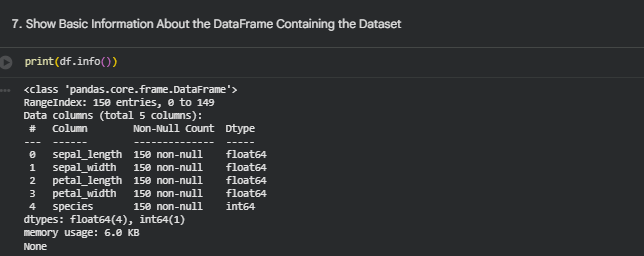 7. Show Basic Information About the DataFrame Containing the Dataset
print(df.info())
<class 'pandas.core.frame.DataFrame'>
RangeIndex: 150 entries, 0 to 149
Data columns (total 5 columns):
 #   Column        Non-Null Count  Dtype
---  ------        --------------  -----
 0   sepal_length  150 non-null    float64
 1   sepal_width   150 non-null    float64
 2   petal_length  150 non-null    float64
 3   petal_width   150 non-null    float64
 4   species       150 non-null    int64
dtypes: float64(4), int64(1)
memory usage: 6.0 KB
None